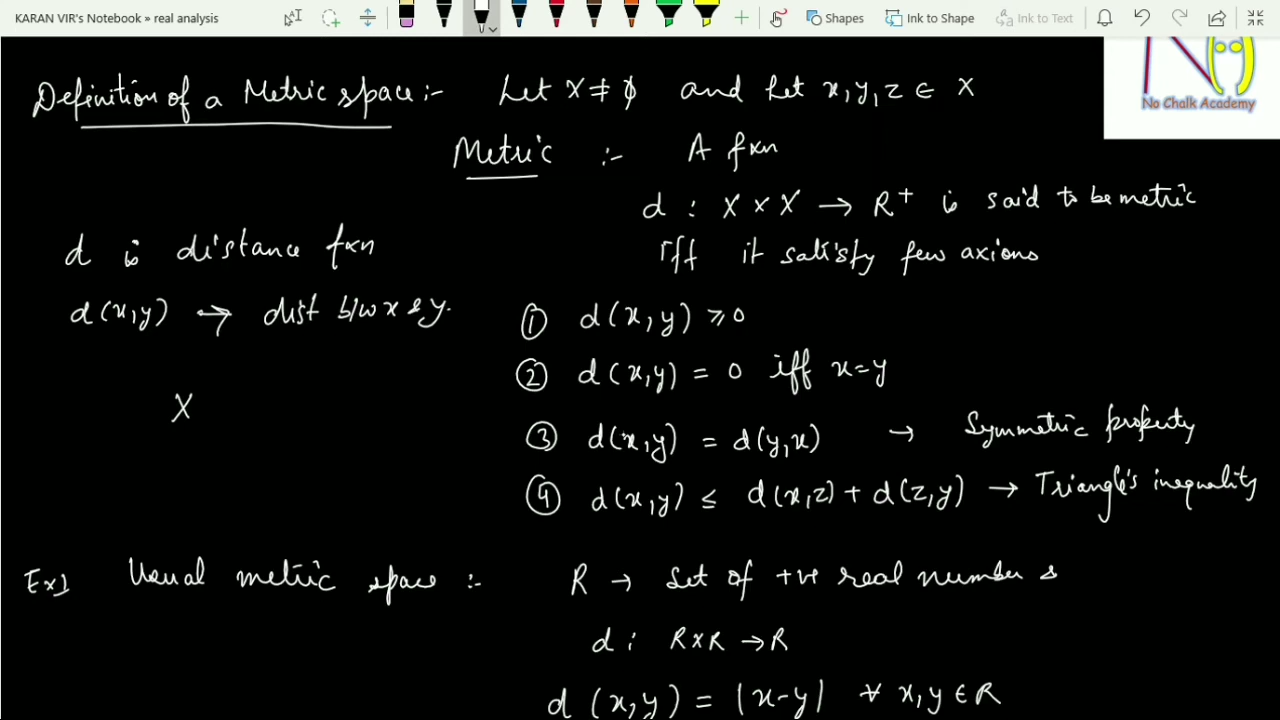 KARAN VIR's Notebook » real analysis
Shapes
Ink to Shape
Ink to Text
No Chalk Academy
Definition of a Metric space :- Let X ≠ ϕ and let x, y, z ∈ X
Metric :- A fxn
d : X × X → R⁺ is said to be metric
iff it satisfy few axions
d is distance fxn
d(x,y) → dist b/w x & y.
① d(x,y) ≥ 0
② d(x,y) = 0 iff x=y
X
③ d(x,y) = d(y,x) → Symmetric property
④ d(x,y) ≤ d(x,z) + d(z,y) → Triangle's inequality
Ex1 Usual metric space :- R → Set of +ve real numbers
d : R×R → R
d (x,y) = |x-y| ∀ x,y ∈ R